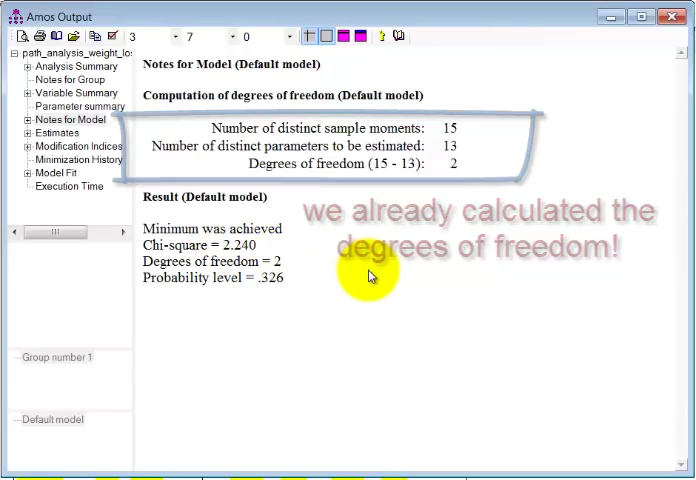 Amos Output
3 7 0
path_analysis_weight_los
Analysis Summary
Notes for Group
Variable Summary
Parameter summary
Notes for Model
Estimates
Modification Indices
Minimization History
Model Fit
Execution Time
Group number 1
Default model
Notes for Model (Default model)
Computation of degrees of freedom (Default model)
Number of distinct sample moments: 15
Number of distinct parameters to be estimated: 13
Degrees of freedom (15 - 13): 2
Result (Default model)
Minimum was achieved
Chi-square = 2.240
Degrees of freedom = 2
Probability level = .326
we already calculated the
degrees of freedom!